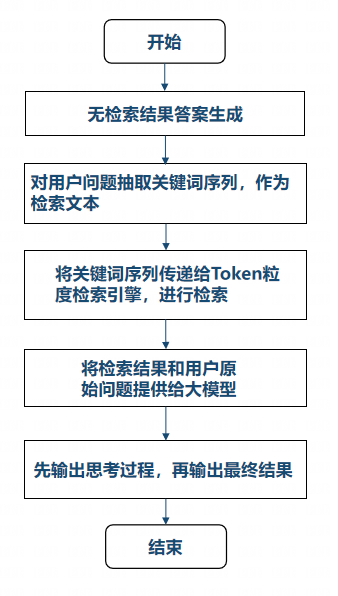 开始
无检索结果答案生成
对用户问题抽取关键词序列，作为
检索文本
将关键词序列传递给Token粒
度检索引擎，进行检索
将检索结果和用户原
始问题提供给大模型
先输出思考过程，再输出最终结果
结束